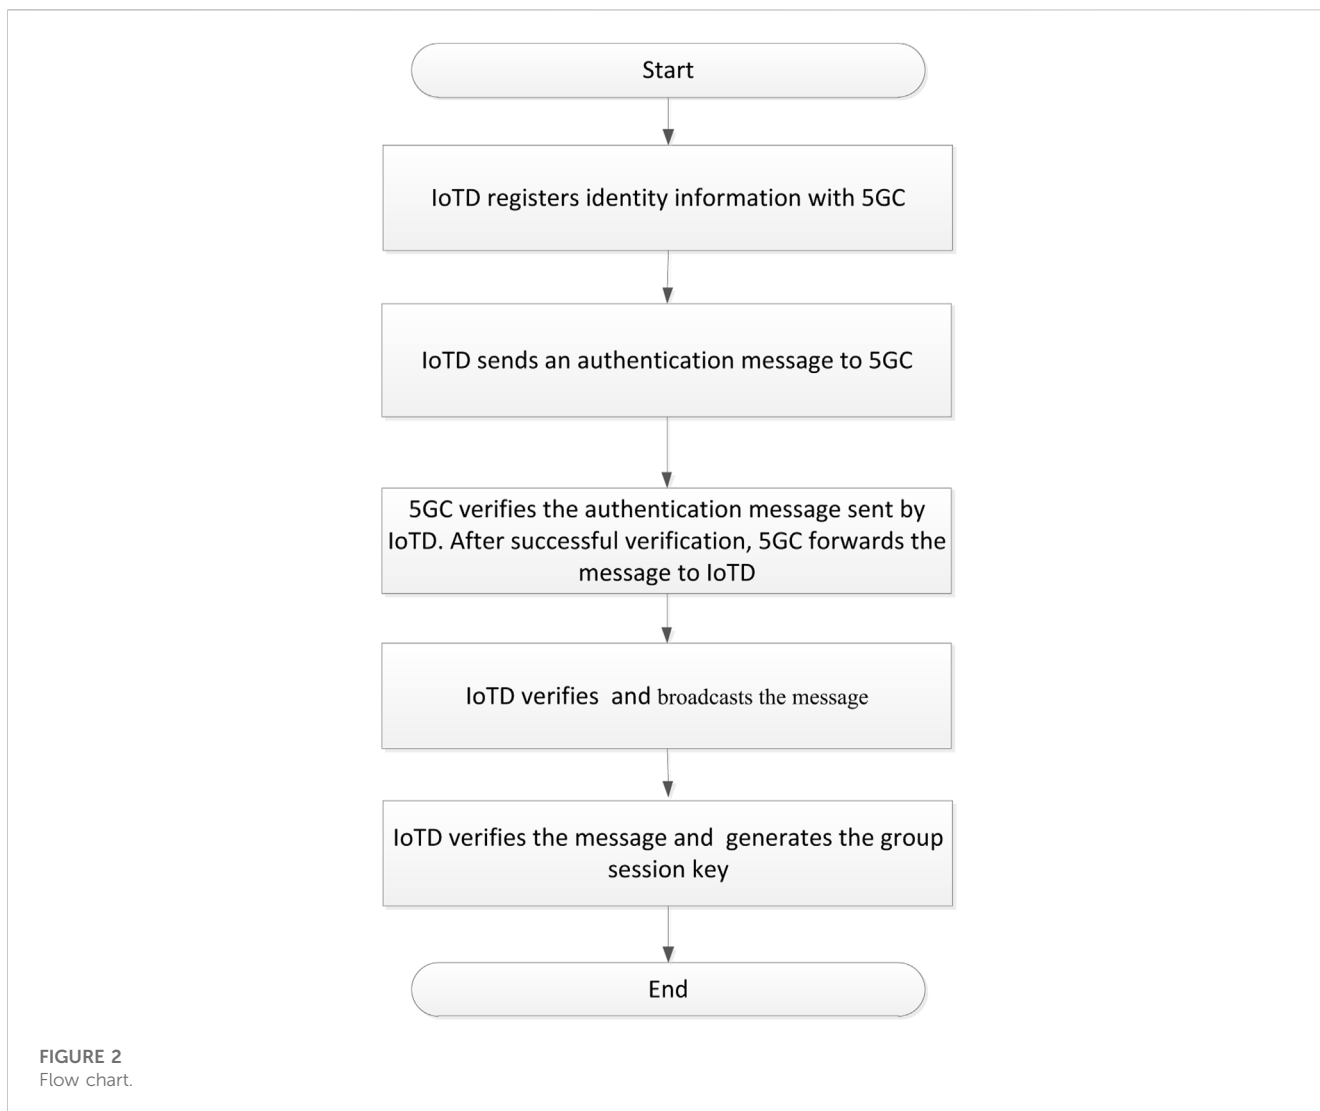 Start
IoTD registers identity information with 5GC
IoTD sends an authentication message to 5GC
5GC verifies the authentication message sent by
IoTD. After successful verification, 5GC forwards the
message to IoTD
IoTD verifies  and broadcasts the message
IoTD verifies the message and  generates the group
session key
End
FIGURE 2
Flow chart.